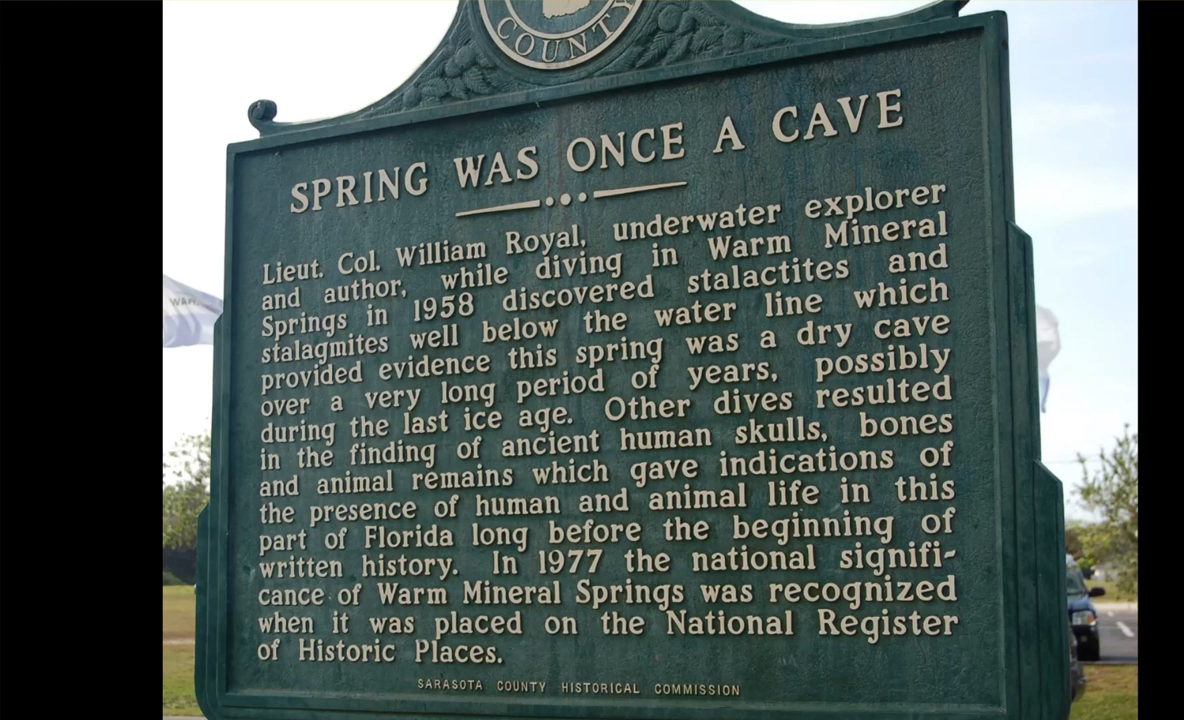 COUNTY
SPRING WAS ONCE A CAVE
Lieut. Col. William Royal, underwater explorer
and author, while diving in Warm Mineral
Springs in 1958 discovered stalactites and
stalagmites well below the water line which
provided evidence this spring was a dry cave
over a very long period of years, possibly
during the last ice age. Other dives resulted
in the finding of ancient human skulls, bones
and animal remains which gave indications of
the presence of human and animal life in this
part of Florida long before the beginning of
written history. In 1977 the national signifi-
cance of Warm Mineral Springs was recognized
when it was placed on the National Register
of Historic Places.
SARASOTA COUNTY HISTORICAL COMMISSION